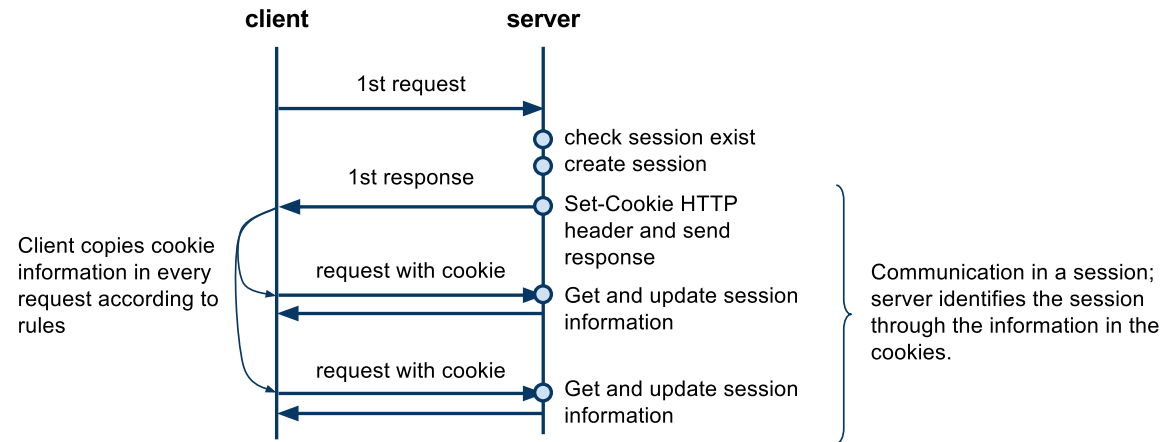 client
server
1st request
check session exist
create session
1st response
Set-Cookie HTTP
header and send
response
Client copies cookie
information in every
request according to
rules
request with cookie
Get and update session
information
Communication in a session;
server identifies the session
through the information in the
cookies.
request with cookie
Get and update session
information